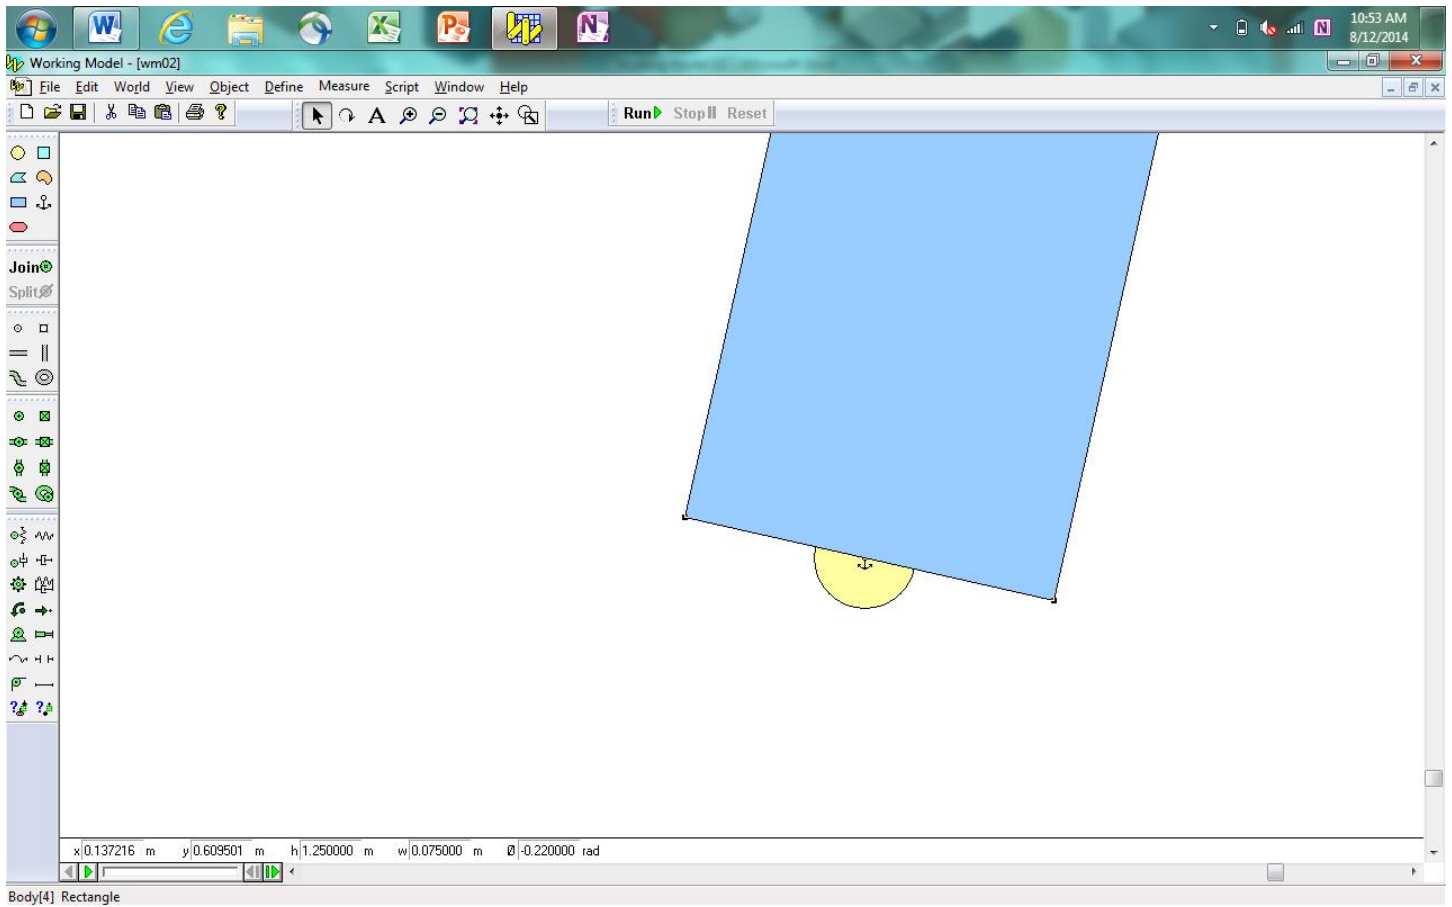 10:53 AM
8/12/2014
Working Model - [wm02]
File Edit World View Object Define Measure Script Window Help
A Run Stop Reset
Join
Split
x 0.137216 m y 0.609501 m h 1.250000 m w 0.075000 m Ø -0.220000 rad
Body[4] Rectangle